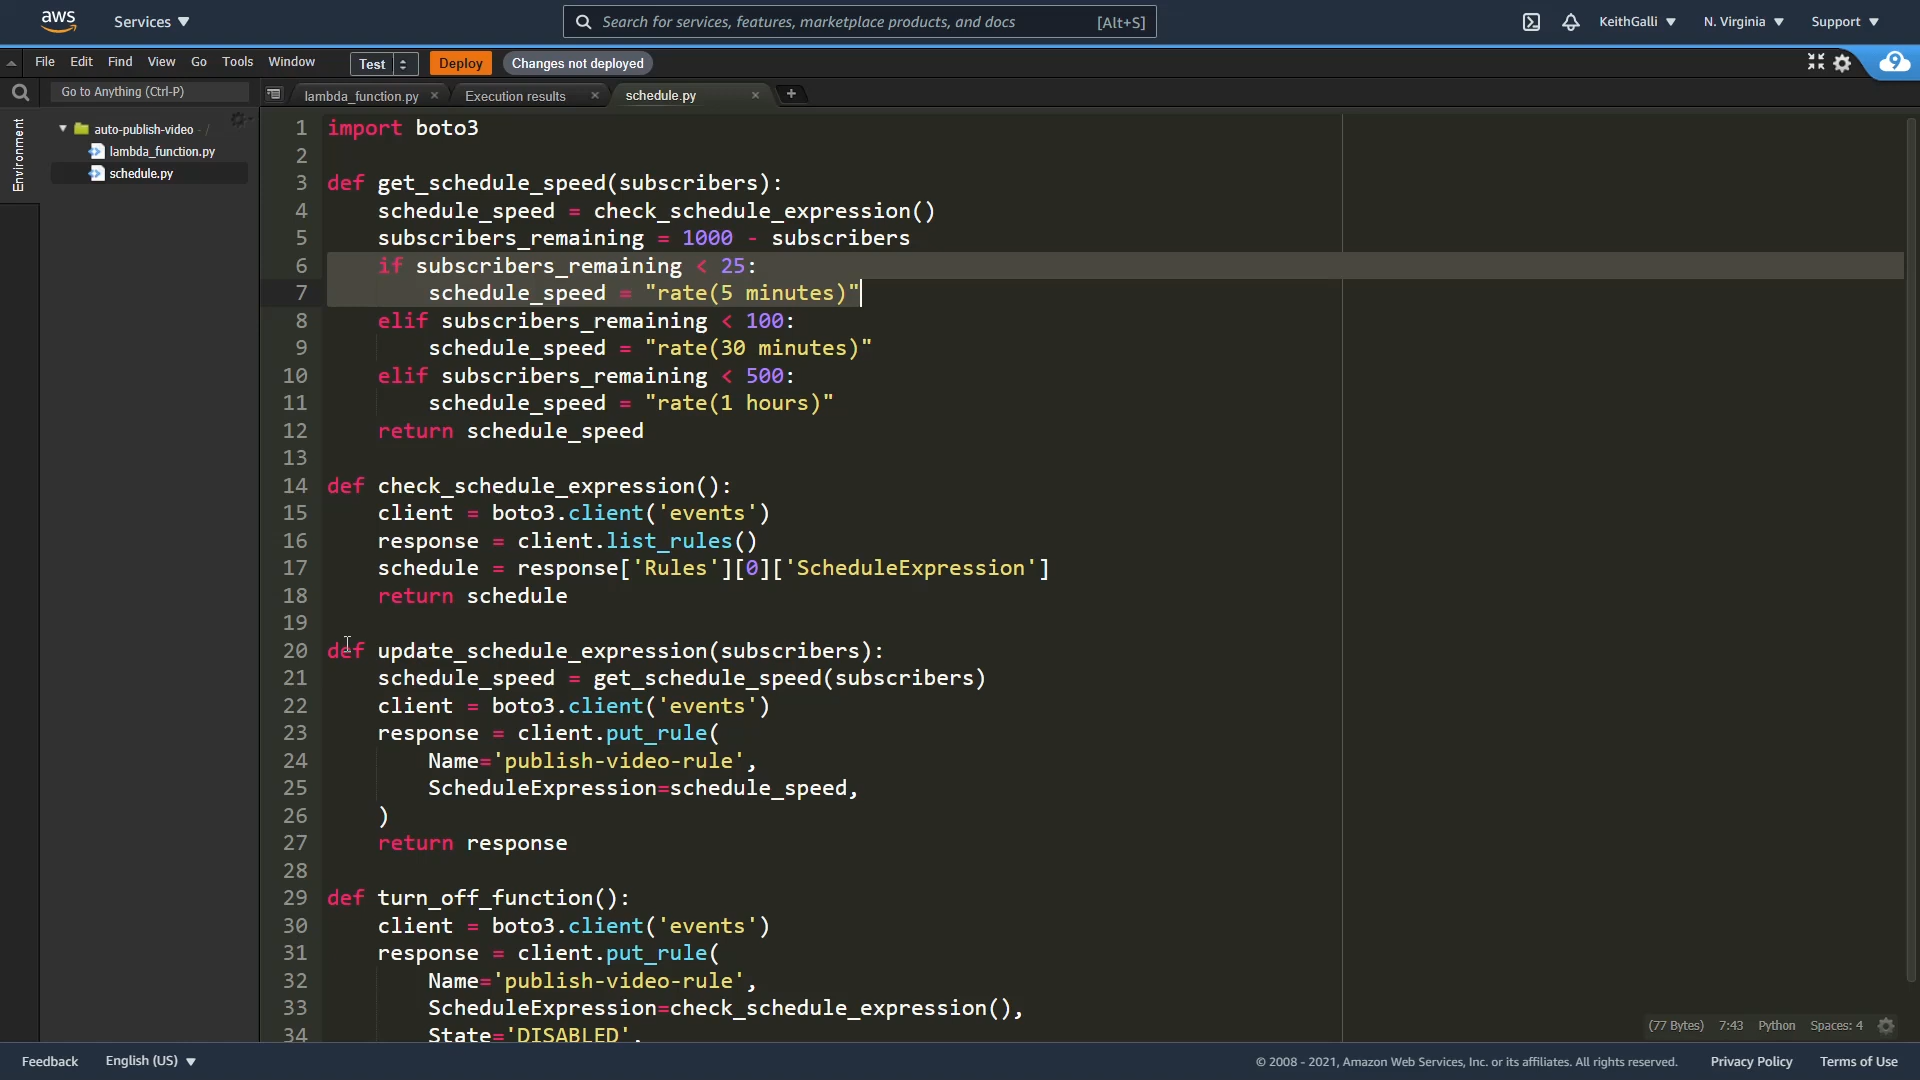 aws Services Search for services, features, marketplace products, and docs [Alt+S] KeithGalli N. Virginia Support
File Edit Find View Go Tools Window Test Deploy Changes not deployed
Go to Anything (Ctrl-P) lambda_function.py Execution results schedule.py
Environment
auto-publish-video - /
lambda_function.py
schedule.py
1 import boto3
2
3 def get_schedule_speed(subscribers):
4 schedule_speed = check_schedule_expression()
5 subscribers_remaining = 1000 - subscribers
6 if subscribers_remaining < 25:
7 schedule_speed = "rate(5 minutes)"
8 elif subscribers_remaining < 100:
9 schedule_speed = "rate(30 minutes)"
10 elif subscribers_remaining < 500:
11 schedule_speed = "rate(1 hours)"
12 return schedule_speed
13
14 def check_schedule_expression():
15 client = boto3.client('events')
16 response = client.list_rules()
17 schedule = response['Rules'][0]['ScheduleExpression']
18 return schedule
19
20 def update_schedule_expression(subscribers):
21 schedule_speed = get_schedule_speed(subscribers)
22 client = boto3.client('events')
23 response = client.put_rule(
24 Name='publish-video-rule',
25 ScheduleExpression=schedule_speed,
26 )
27 return response
28
29 def turn_off_function():
30 client = boto3.client('events')
31 response = client.put_rule(
32 Name='publish-video-rule',
33 ScheduleExpression=check_schedule_expression(),
34 State='DISABLED',
(77 Bytes) 7:43 Python Spaces: 4
Feedback English (US) © 2008 - 2021, Amazon Web Services, Inc. or its affiliates. All rights reserved. Privacy Policy Terms of Use